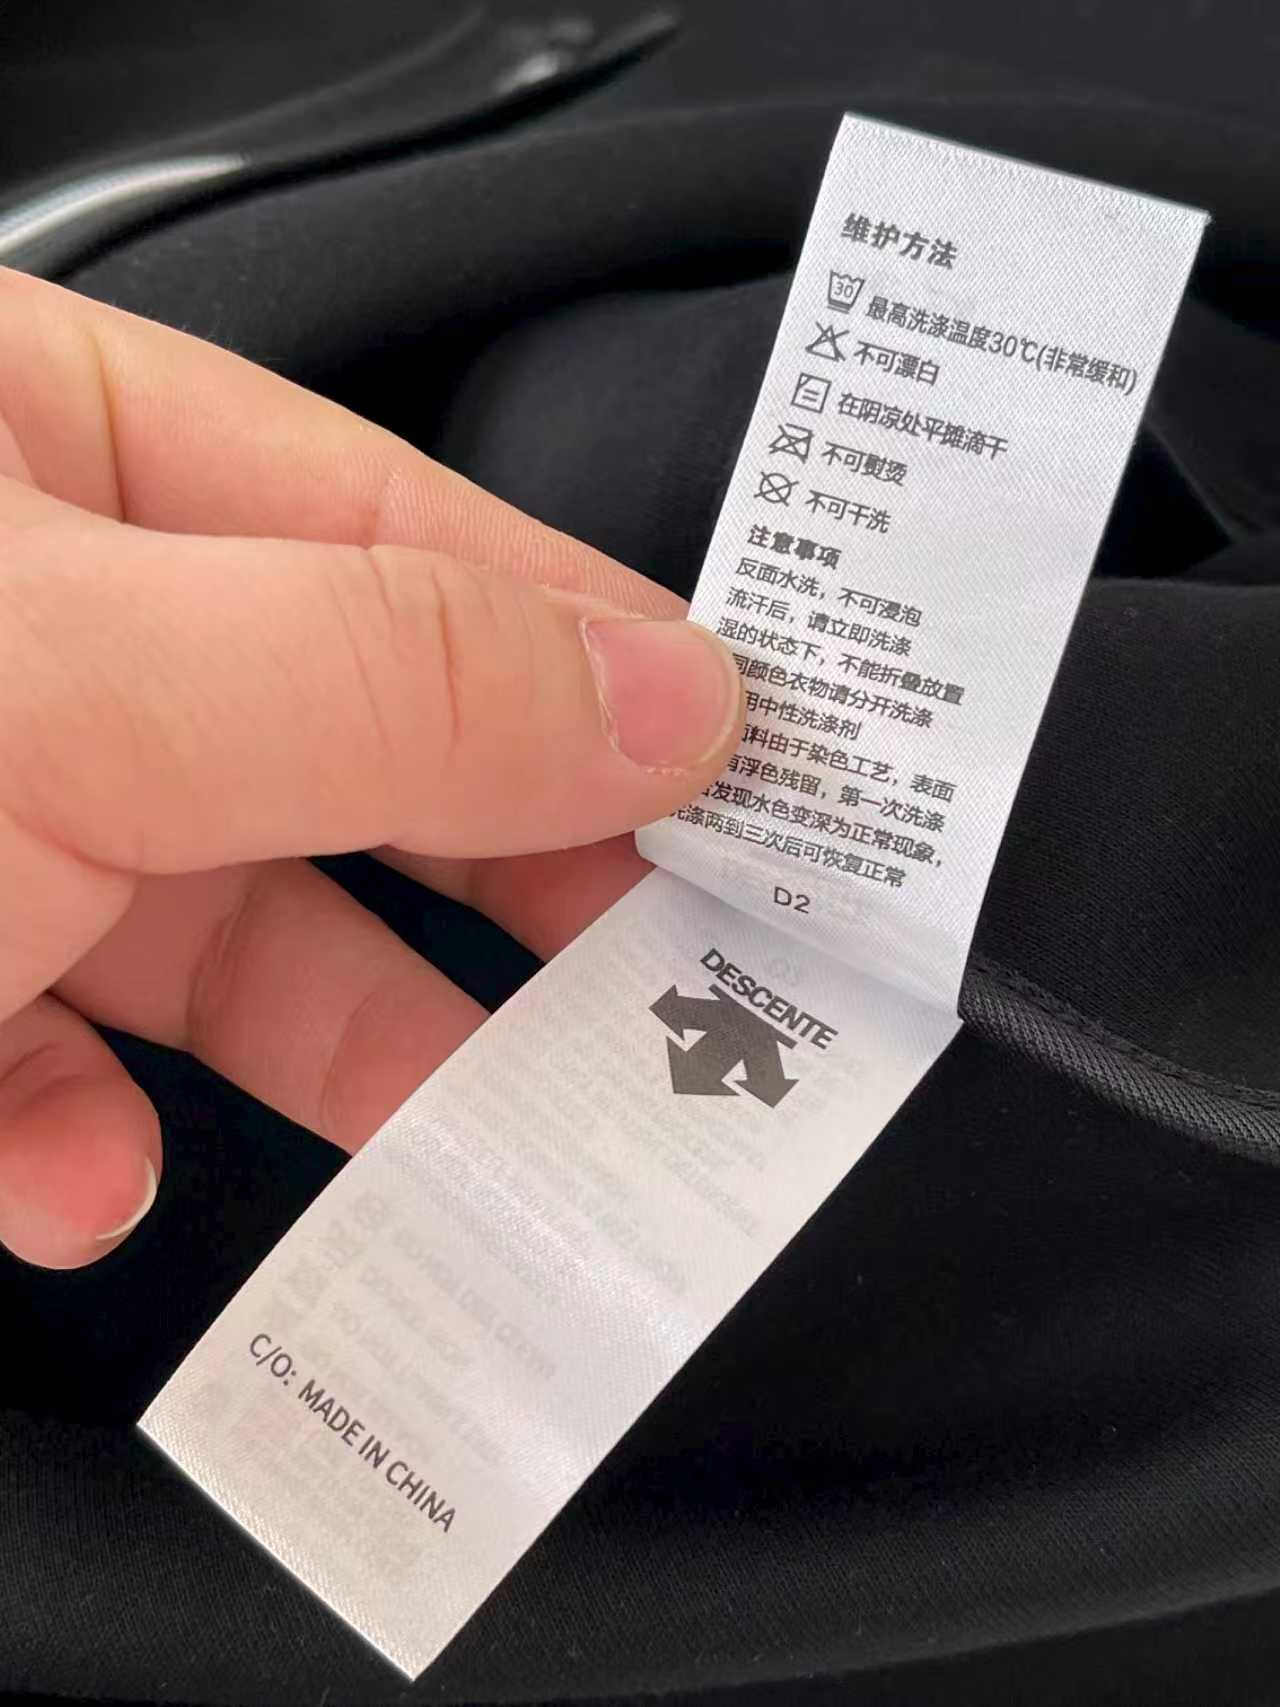 维护方法
30 最高洗涤温度30℃(非常缓和)
不可漂白
在阴凉处平摊滴干
不可熨烫
不可干洗
注意事项
反面水洗，不可浸泡
流汗后，请立即洗涤
湿的状态下，不能折叠放置
同颜色衣物请分开洗涤
用中性洗涤剂
面料由于染色工艺，表面
有浮色残留，第一次洗涤
发现水色变深为正常现象，
洗涤两到三次后可恢复正常
D2
DESCENTE
C/O: MADE IN CHINA